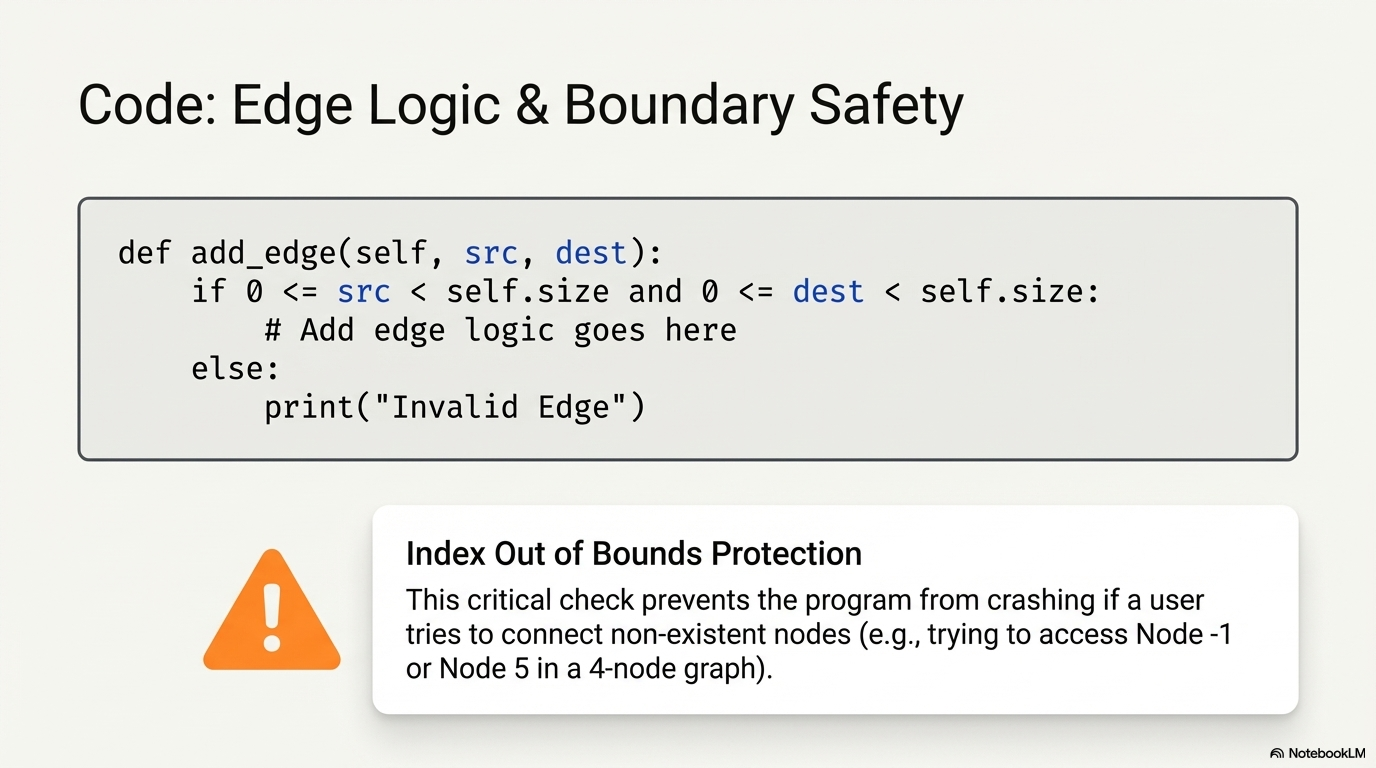 Code: Edge Logic & Boundary Safety
def add_edge(self, src, dest):
    if 0 <= src < self.size and 0 <= dest < self.size:
        # Add edge logic goes here
    else:
        print("Invalid Edge")
Index Out of Bounds Protection
This critical check prevents the program from crashing if a user
tries to connect non-existent nodes (e.g., trying to access Node -1
or Node 5 in a 4-node graph).
NotebookLM